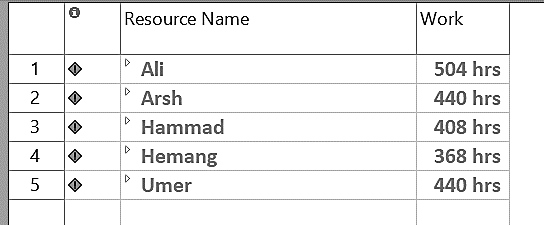 Resource Name Work
1 Ali 504 hrs
2 Arsh 440 hrs
3 Hammad 408 hrs
4 Hemang 368 hrs
5 Umer 440 hrs